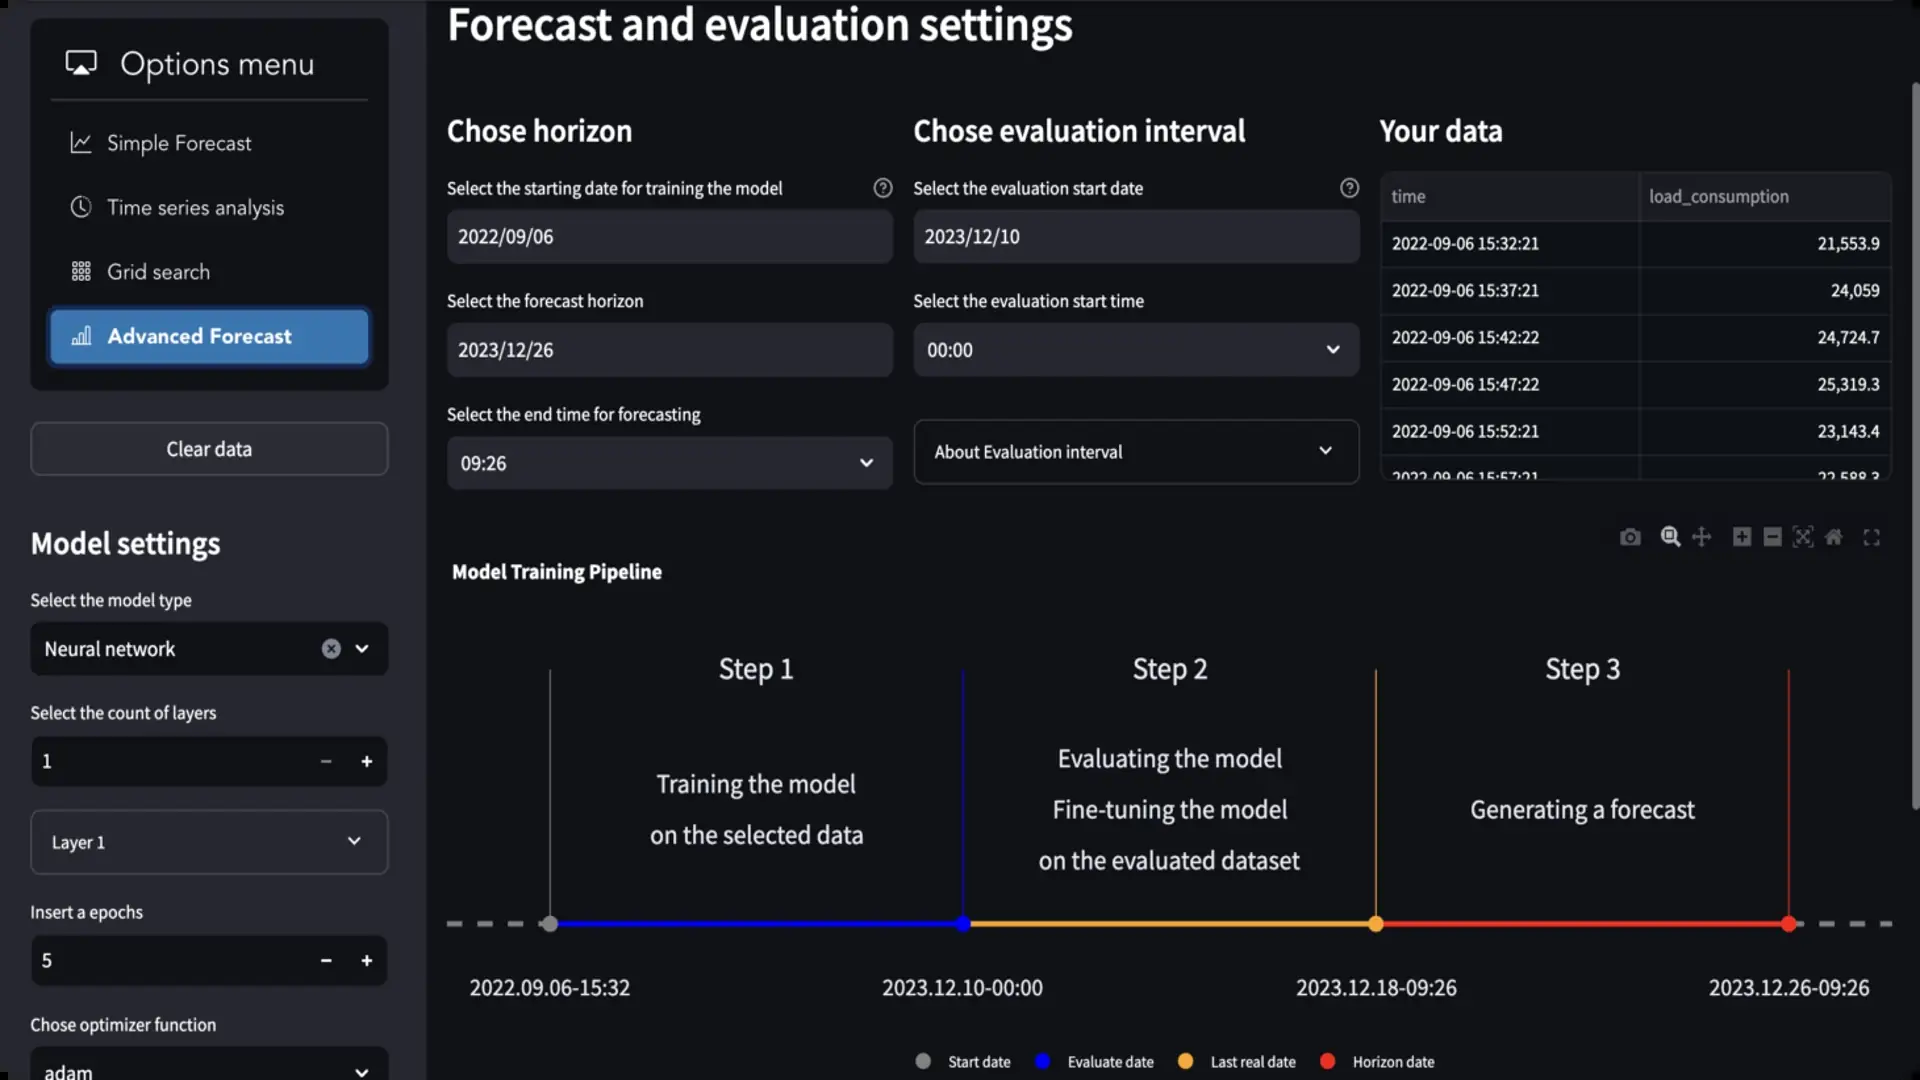 Options menu
Simple Forecast
Time series analysis
Grid search
Advanced Forecast
Clear data
Model settings
Select the model type
Neural network
Select the count of layers
1
Layer 1
Insert a epochs
5
Chose optimizer function
adam
Forecast and evaluation settings
Chose horizon
Select the starting date for training the model
2022/09/06
Select the forecast horizon
2023/12/26
Select the end time for forecasting
09:26
Chose evaluation interval
Select the evaluation start date
2023/12/10
Select the evaluation start time
00:00
About Evaluation interval
Your data
time load_consumption
2022-09-06 15:32:21 21,553.9
2022-09-06 15:37:21 24,059
2022-09-06 15:42:22 24,724.7
2022-09-06 15:47:22 25,319.3
2022-09-06 15:52:21 23,143.4
2022-09-06 15:57:21 22,588.3
Model Training Pipeline
Step 1
Training the model
on the selected data
Step 2
Evaluating the model
Fine-tuning the model
on the evaluated dataset
Step 3
Generating a forecast
2022.09.06-15:32 2023.12.10-00:00 2023.12.18-09:26 2023.12.26-09:26
Start date Evaluate date Last real date Horizon date